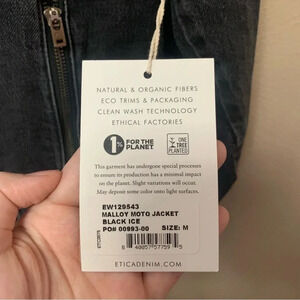 NATURAL & ORGANIC FIBERS
ECO TRIMS & PACKAGING
CLEAN WASH TECHNOLOGY
ETHICAL FACTORIES
1% FOR THE
PLANET
ONE
TREE
PLANTED
This garment has undergone special processes
to ensure its production has a minimal impact
on the planet. Slight variations will occur.
May deposit some color onto light surfaces.
EW129543
MALLOY MOTO JACKET
BLACK ICE
PO# 00993-00 SIZE: M
ETICADENIM.COM